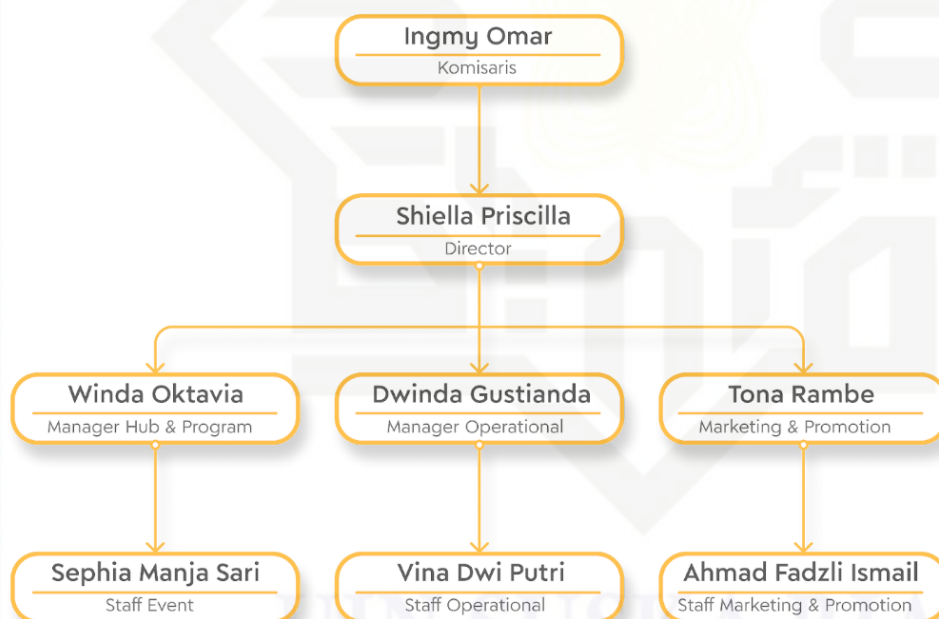 Ingmy Omar
Komisaris
Shiella Priscilla
Director
Winda Oktavia
Manager Hub & Program
Dwinda Gustianda
Manager Operational
Tona Rambe
Marketing & Promotion
Sephia Manja Sari
Staff Event
Vina Dwi Putri
Staff Operational
Ahmad Fadzli Ismail
Staff Marketing & Promotion